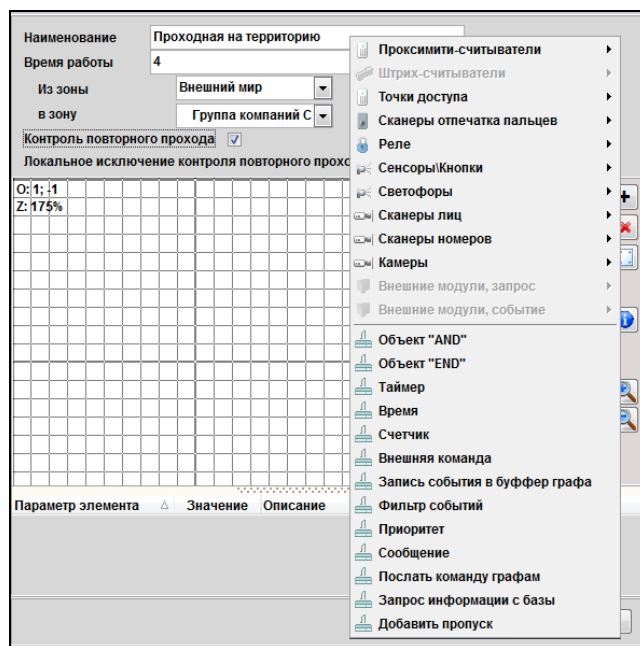 Наименование Проходная на территорию
Время работы 4
Из зоны Внешний мир
в зону Группа компаний С
Контроль повторного прохода
Локальное исключение контроля повторного
O: 1; -1
Z: 175%
Параметр элемента Значение Описание
Проксимити-считыватели
Штрих-считыватели
Точки доступа
Сканеры отпечатка пальцев
Реле
Сенсоры\Кнопки
Светофоры
Сканеры лиц
Сканеры номеров
Камеры
Внешние модули, запрос
Внешние модули, событие
Объект "AND"
Объект "END"
Таймер
Время
Счетчик
Внешняя команда
Запись события в буффер графа
Фильтр событий
Приоритет
Сообщение
Послать команду графам
Запрос информации с базы
Добавить пропуск